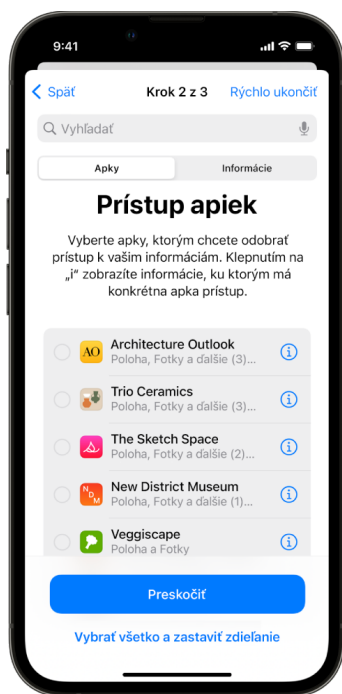 9:41
Späť
Krok 2 z 3
Rýchlo ukončiť
Vyhľadať
Apky
Informácie
Prístup apiek
Vyberte apky, ktorým chcete odobrať
prístup k vašim informáciám. Klepnutím na
„i“ zobrazíte informácie, ku ktorým má
konkrétna apka prístup.
AO
Architecture Outlook
Poloha, Fotky a ďalšie (3)...
Trio Ceramics
Poloha, Fotky a ďalšie (3)...
The Sketch Space
Poloha, Fotky a ďalšie (2)...
NDM
New District Museum
Poloha, Fotky a ďalšie (1)...
Veggiscape
Poloha a Fotky
Preskočiť
Vybrať všetko a zastaviť zdieľanie